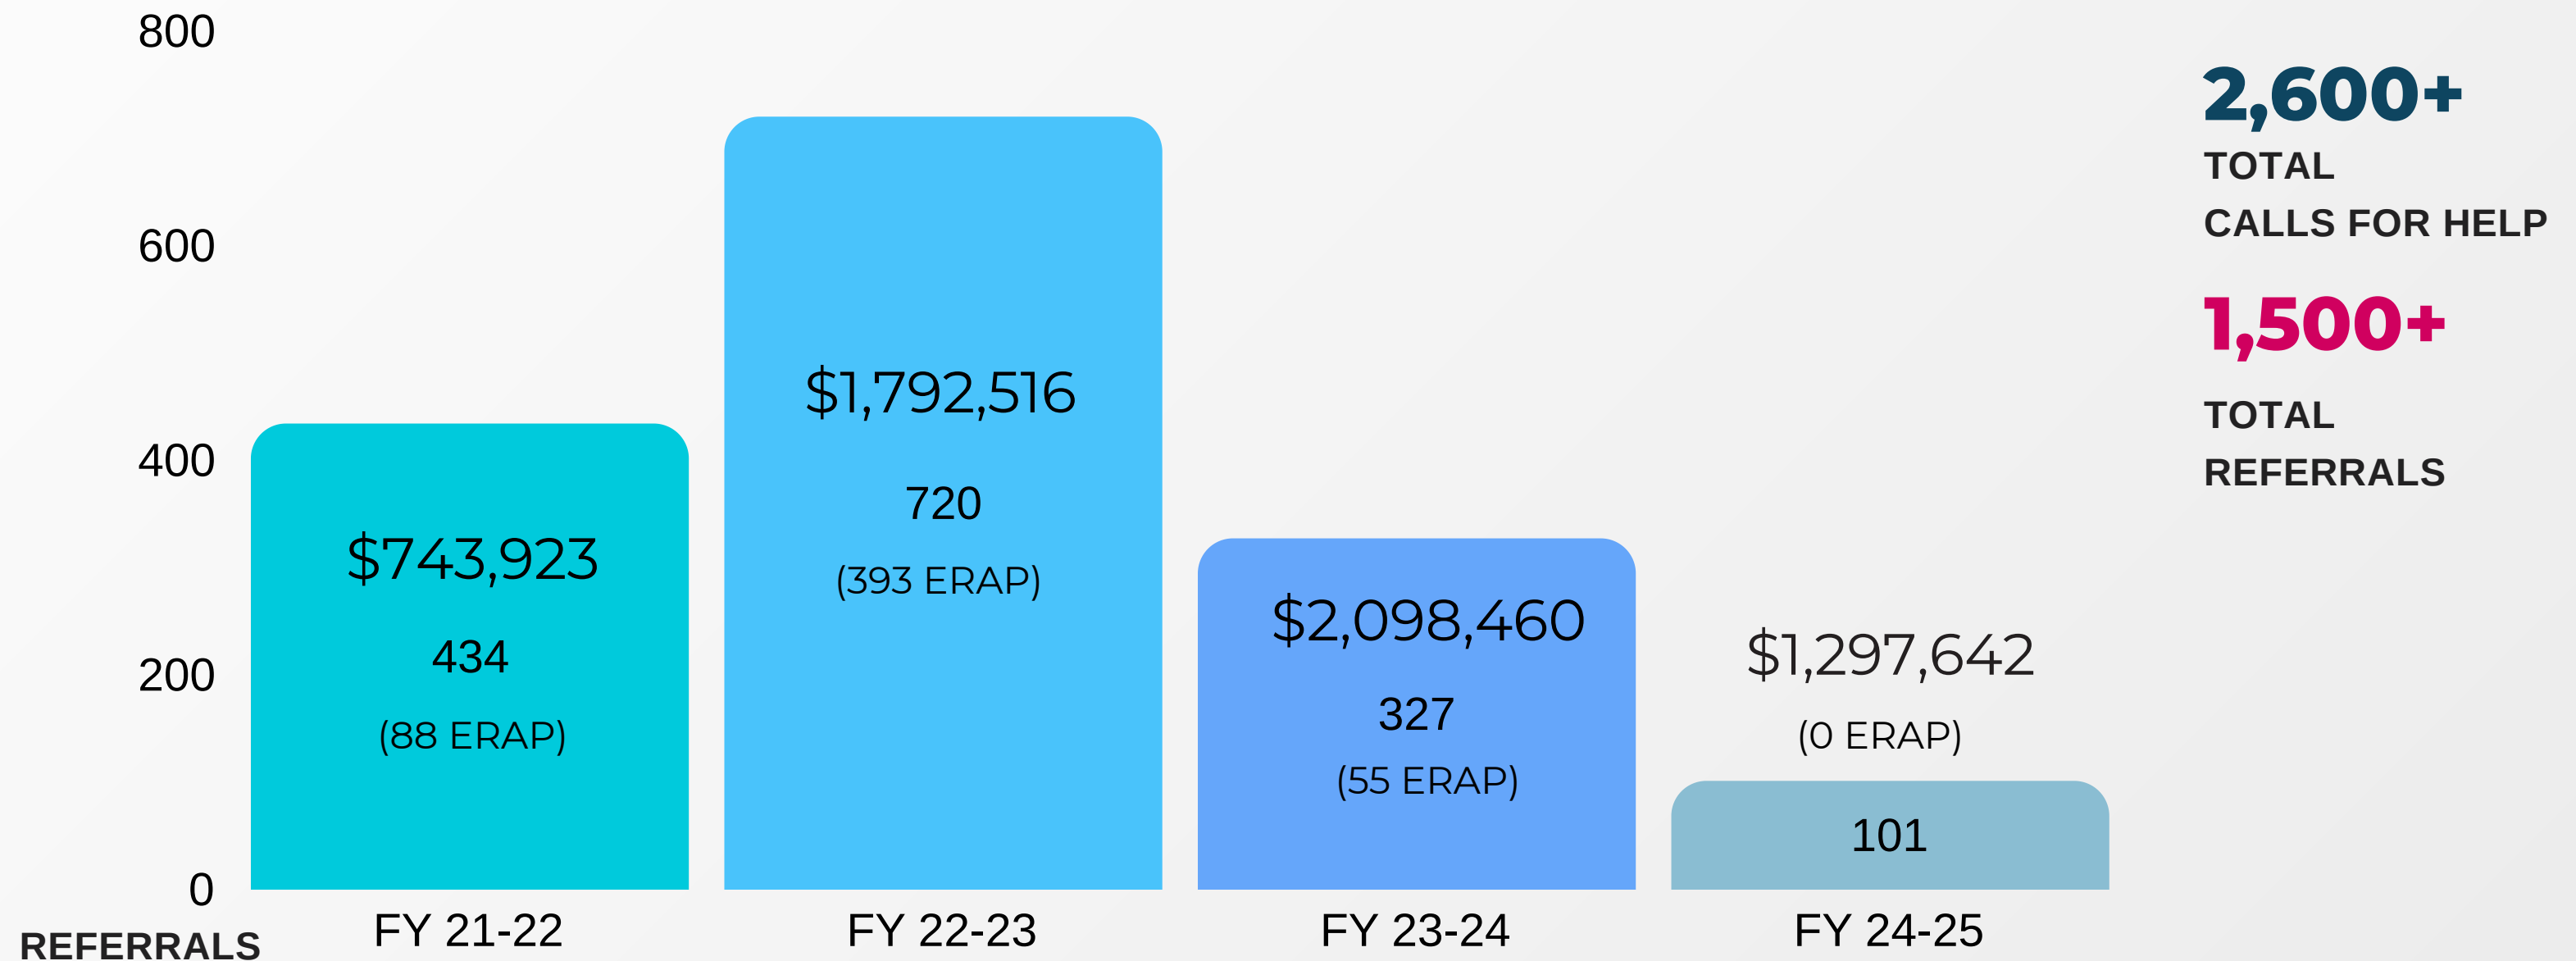 800
600
400
200
0
REFERRALS
$743,923
434
(88 ERAP)
FY 21-22
$1,792,516
720
(393 ERAP)
FY 22-23
$2,098,460
327
(55 ERAP)
FY 23-24
$1,297,642
(0 ERAP)
101
FY 24-25
2,600+
TOTAL
CALLS FOR HELP
1,500+
TOTAL
REFERRALS